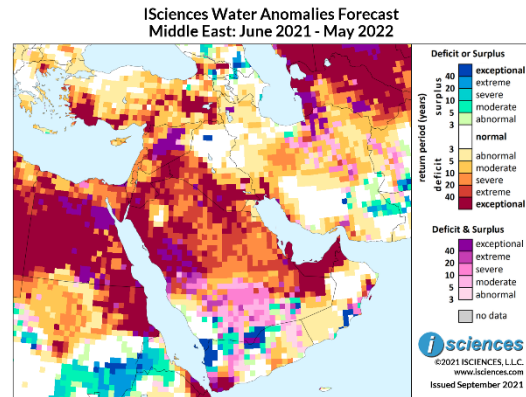 ISciences Water Anomalies Forecast
Middle East: June 2021 - May 2022
Deficit or Surplus
return period (years)
surplus
40 exceptional
20 extreme
10 severe
5 moderate
3 abnormal
normal
deficit
3 abnormal
5 moderate
10 severe
20 extreme
40 exceptional
Deficit & Surplus
40 exceptional
20 extreme
10 severe
5 moderate
3 abnormal
no data
i sciences
©2021 ISCIENCES, L.L.C.
www.isciences.com
Issued September 2021